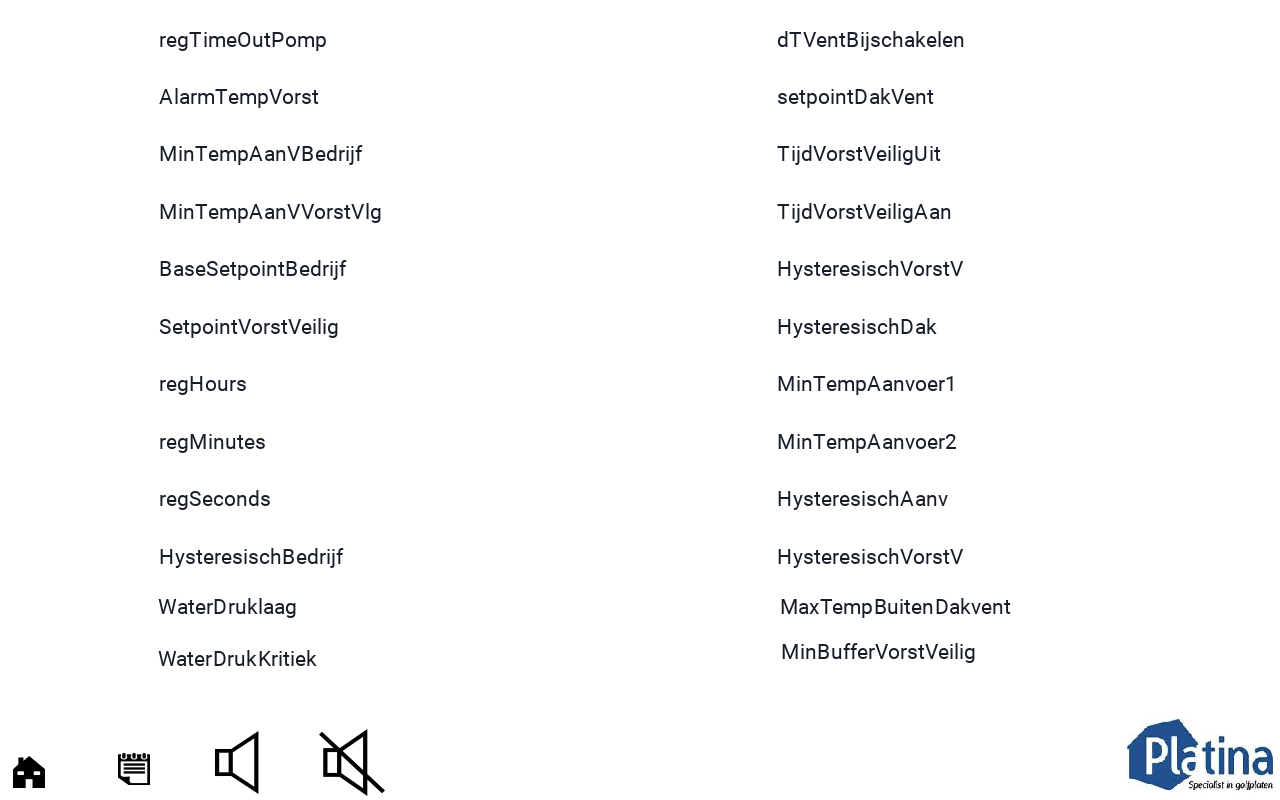 regTimeOutPomp
AlarmTempVorst
MinTempAanVBedrijf
MinTempAanVVorstVlg
BaseSetpointBedrijf
SetpointVorstVeilig
regHours
regMinutes
regSeconds
HysteresischBedrijf
WaterDruklaag
WaterDrukKritiek
dTVentBijschakelen
setpointDakVent
TijdVorstVeiligUit
TijdVorstVeiligAan
HysteresischVorstV
HysteresischDak
MinTempAanvoer1
MinTempAanvoer2
HysteresischAanv
HysteresischVorstV
MaxTempBuitenDakvent
MinBufferVorstVeilig
Platina
Specialist in golfplaten